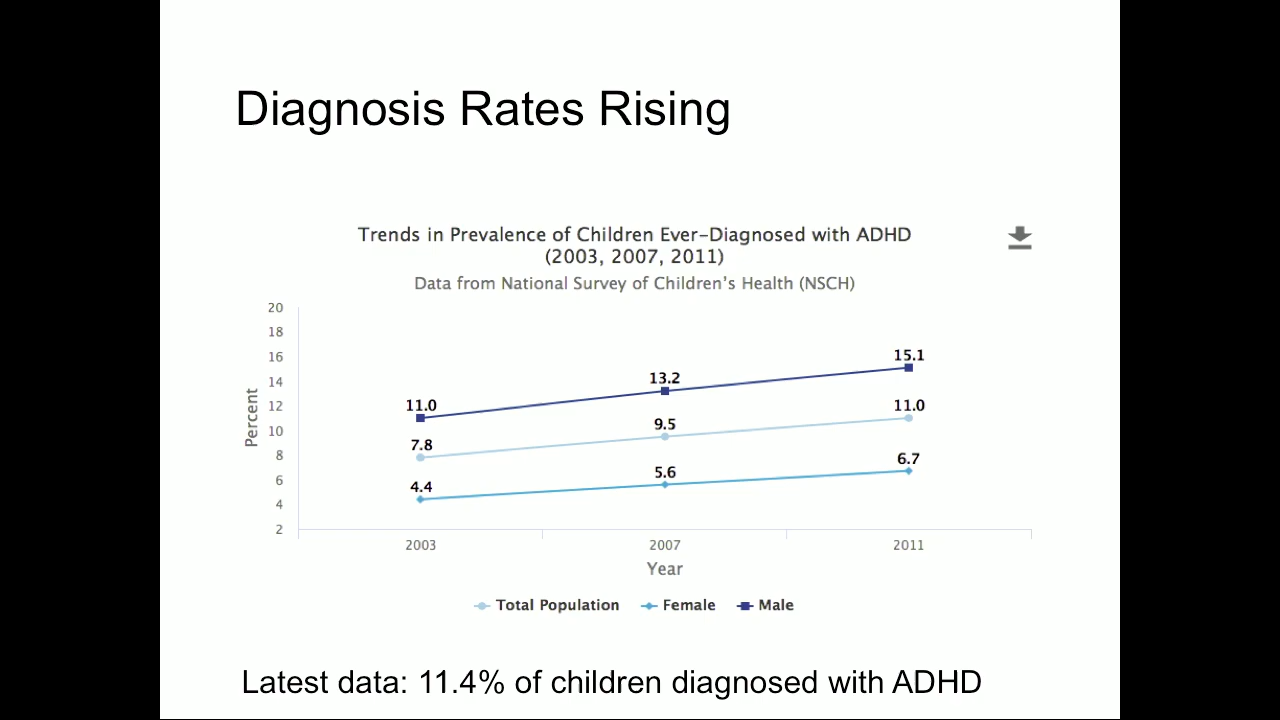 Diagnosis Rates Rising
Trends in Prevalence of Children Ever-Diagnosed with ADHD
(2003, 2007, 2011)
Data from National Survey of Children's Health (NSCH)
20
18
16
14
12
10
8
6
4
2
Percent
11.0
13.2
15.1
7.8
9.5
11.0
4.4
5.6
6.7
2003
2007
2011
Year
Total Population
Female
Male
Latest data: 11.4% of children diagnosed with ADHD